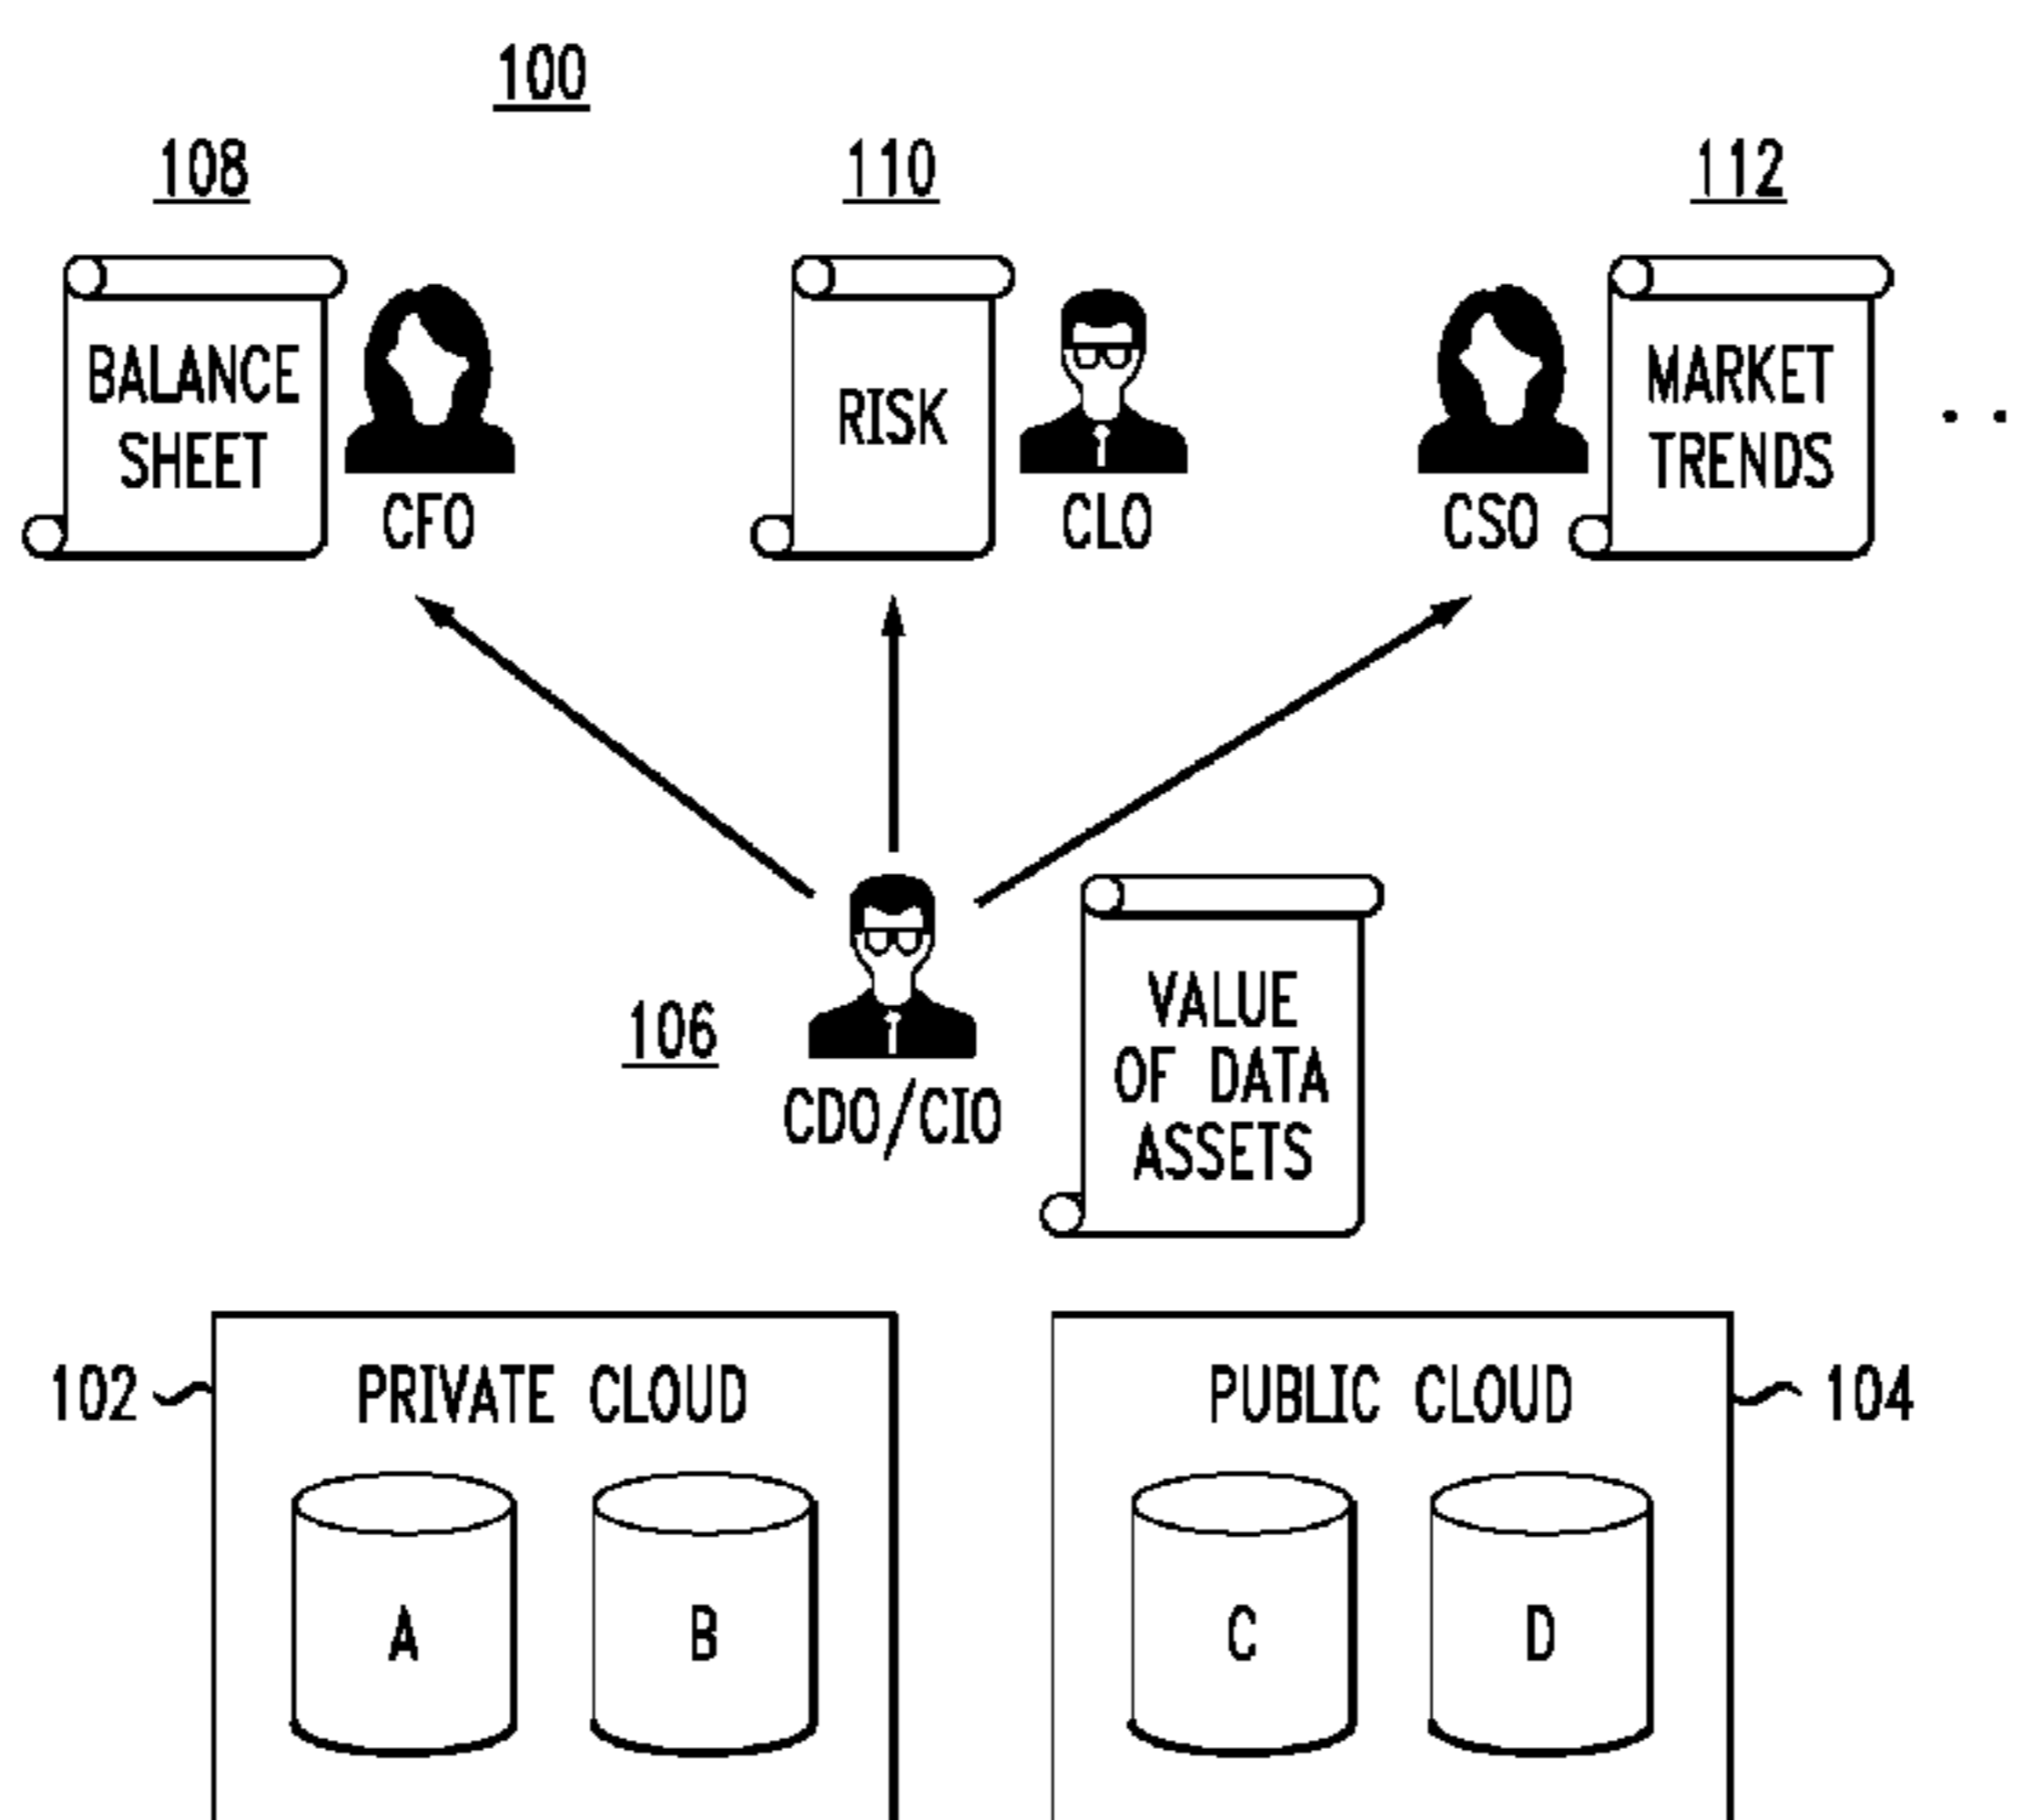 100
108
110
112
BALANCE
SHEET
CFO
RISK
CLO
CSO
MARKET
TRENDS
. .
106
CDO/CIO
VALUE
OF DATA
ASSETS
102
PRIVATE CLOUD
A
B
PUBLIC CLOUD
104
C
D